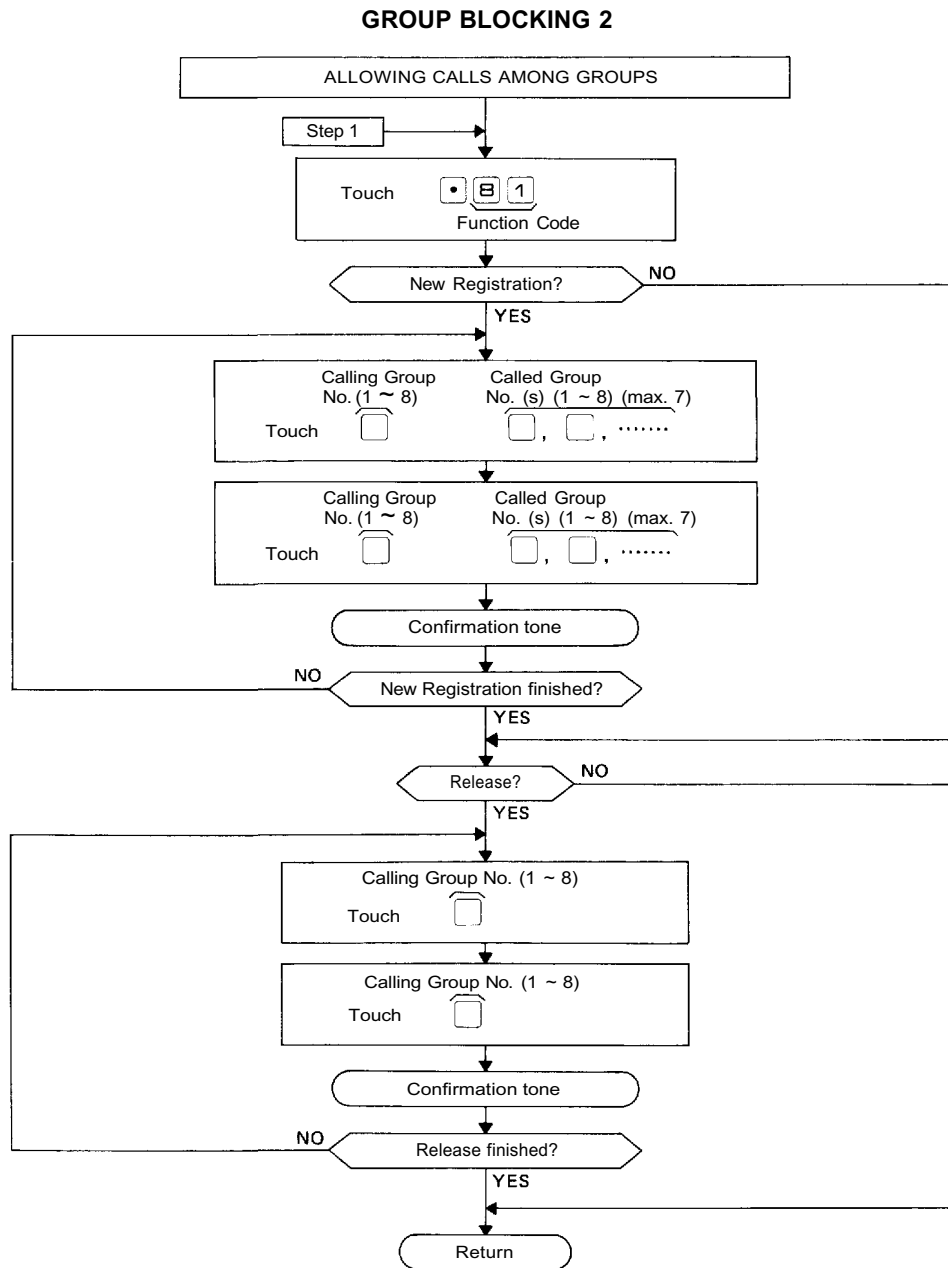 GROUP BLOCKING 2
ALLOWING CALLS AMONG GROUPS
Step 1
Touch • 8 1
Function Code
New Registration? NO
YES
Calling Group Called Group
No. (1 ~ 8) No. (s) (1 ~ 8) (max. 7)
Touch , , .......
Calling Group Called Group
No. (1 ~ 8) No. (s) (1 ~ 8) (max. 7)
Touch , , .......
Confirmation tone
NO New Registration finished?
YES
Release? NO
YES
Calling Group No. (1 ~ 8)
Touch
Calling Group No. (1 ~ 8)
Touch
Confirmation tone
NO Release finished?
YES
Return